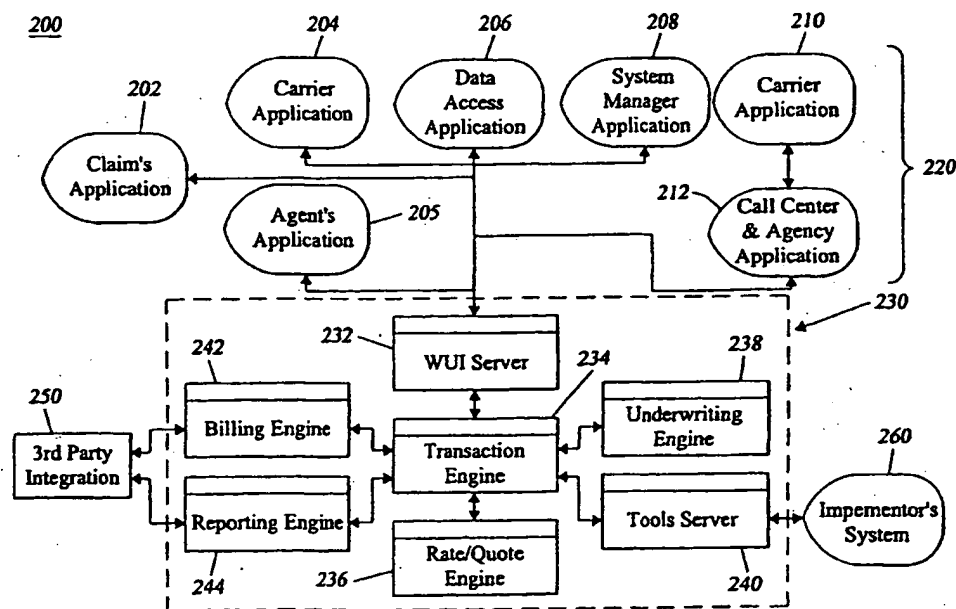 200
204
206
208
210
202
Carrier
Application
Data
Access
Application
System
Manager
Application
Carrier
Application
Claim's
Application
220
Agent's
Application
205
212
Call Center
& Agency
Application
230
232
WUI Server
242
234
238
250
Billing Engine
Underwriting
Engine
3rd Party
Integration
Transaction
Engine
260
Reporting Engine
Tools Server
Impementor's
System
244
236
Rate/Quote
Engine
240